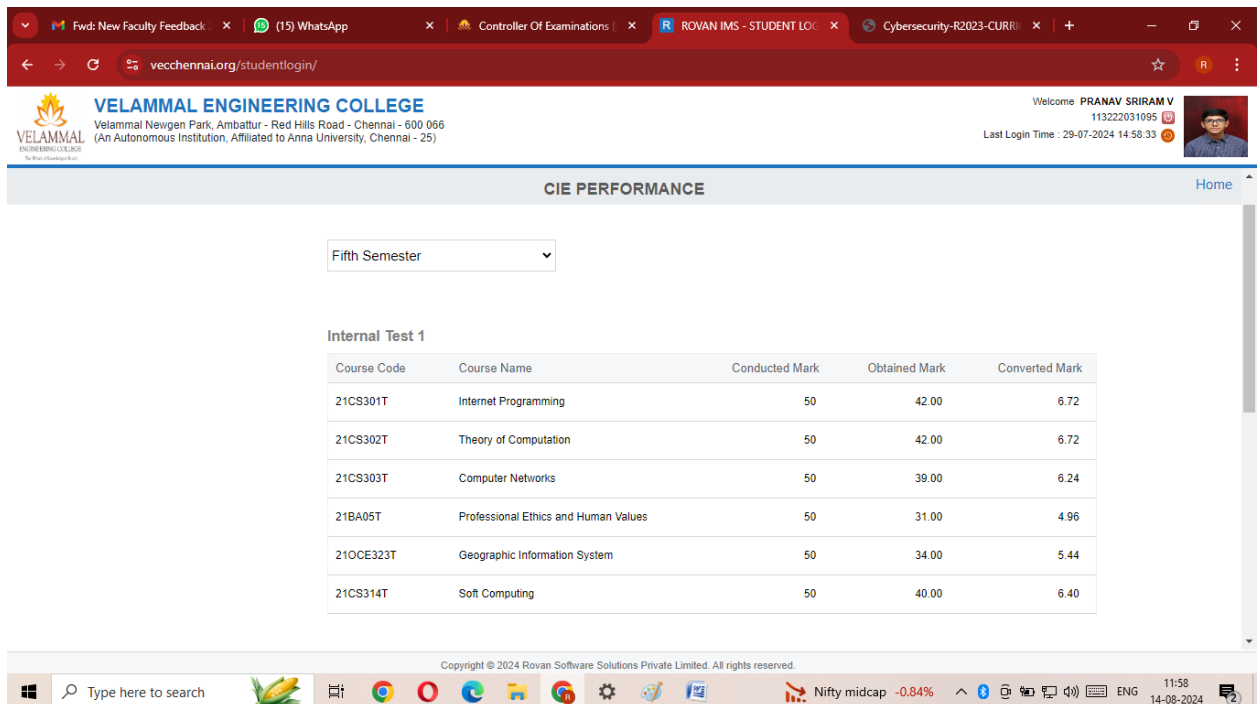 Fwd: New Faculty Feedback
(15) WhatsApp
Controller Of Examinations (
ROVAN IMS - STUDENT LOG
Cybersecurity-R2023-CURRI
vecchennai.org/studentlogin/
VELAMMAL ENGINEERING COLLEGE
Velammal Newgen Park, Ambattur - Red Hills Road - Chennai - 600 066
(An Autonomous Institution, Affiliated to Anna University, Chennai - 25)
VELAMMAL
ENGINEERING COLLEGE
Welcome PRANAV SRIRAM V
113222031095
Last Login Time : 29-07-2024 14:58:33
CIE PERFORMANCE
Home
Fifth Semester
Internal Test 1
Course Code Course Name Conducted Mark Obtained Mark Converted Mark
21CS301T Internet Programming 50 42.00 6.72
21CS302T Theory of Computation 50 42.00 6.72
21CS303T Computer Networks 50 39.00 6.24
21BA05T Professional Ethics and Human Values 50 31.00 4.96
21OCE323T Geographic Information System 50 34.00 5.44
21CS314T Soft Computing 50 40.00 6.40
Copyright © 2024 Rovan Software Solutions Private Limited. All rights reserved.
Type here to search
Nifty midcap -0.84%
ENG
11:58
14-08-2024